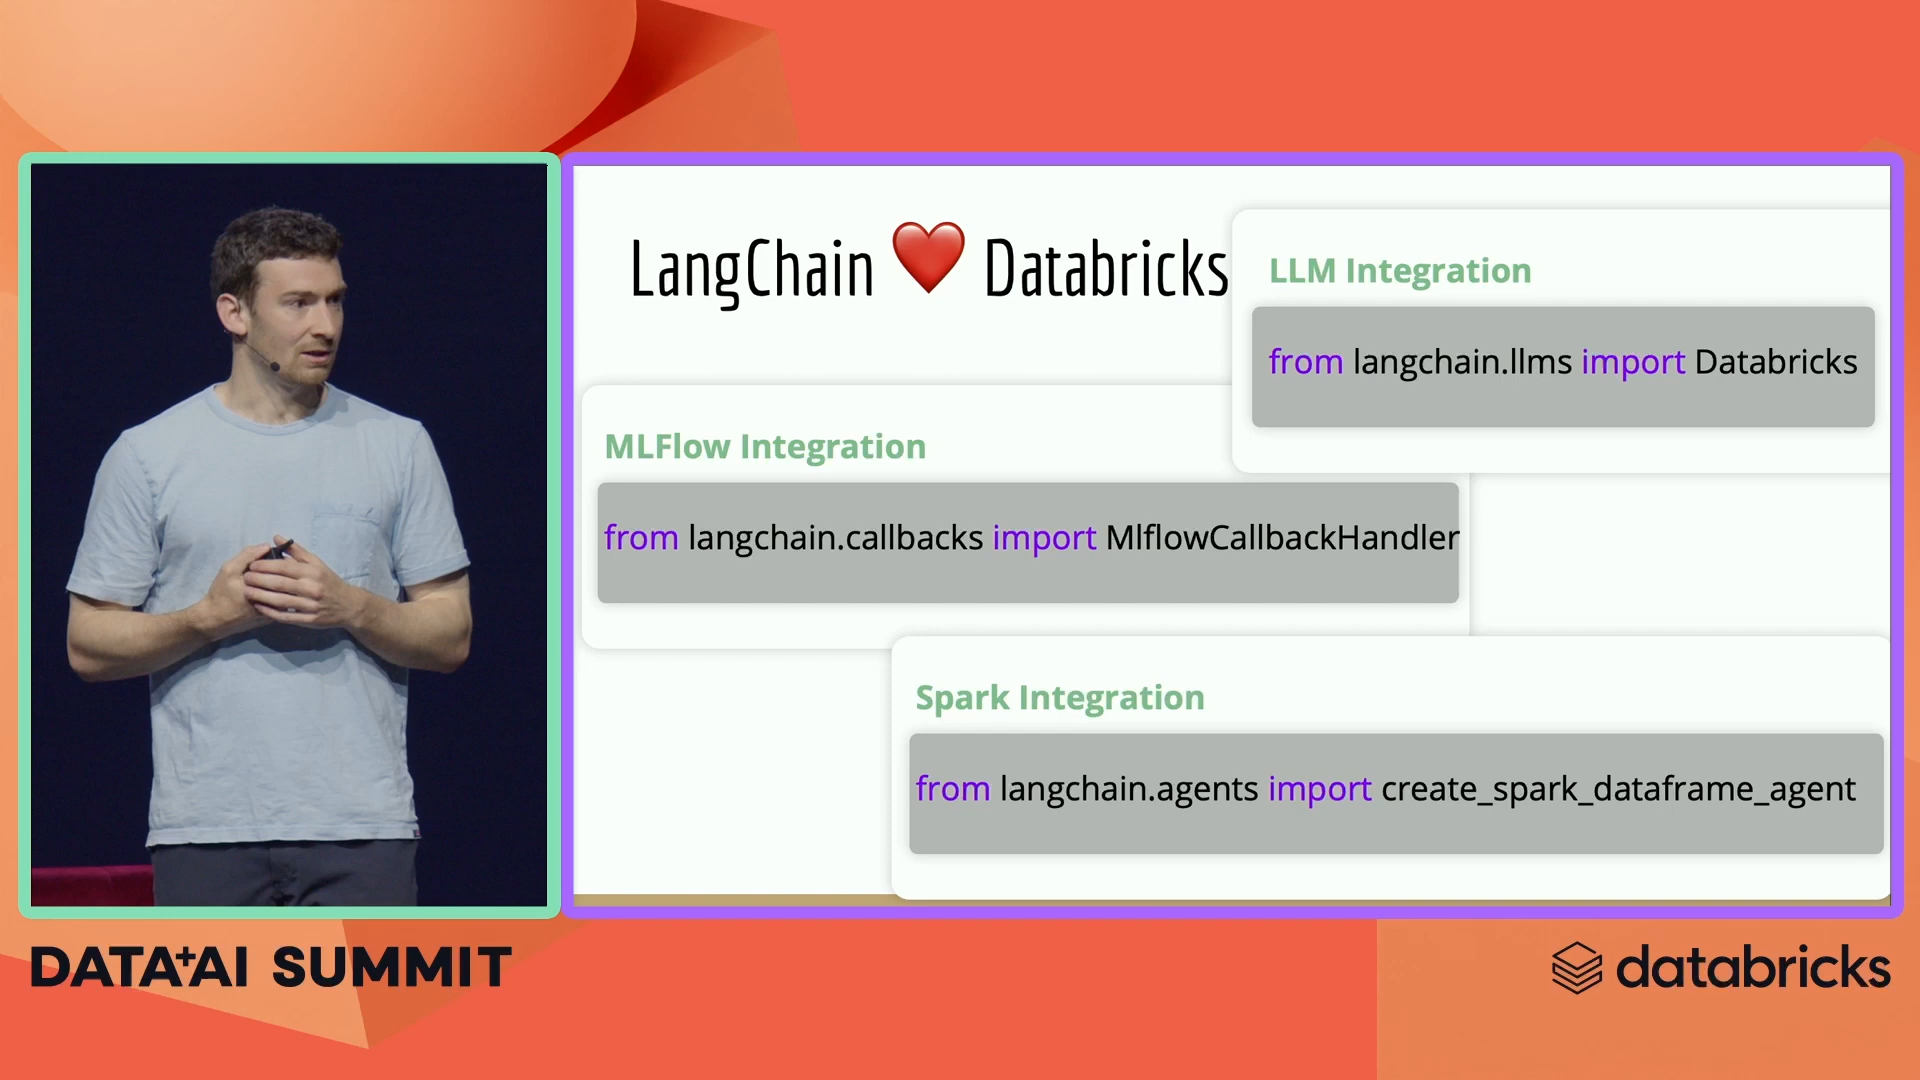 LangChain ❤️ Databricks
LLM Integration
from langchain.llms import Databricks
MLFlow Integration
from langchain.callbacks import MlflowCallbackHandler
Spark Integration
from langchain.agents import create_spark_dataframe_agent
DATA+AI SUMMIT
databricks